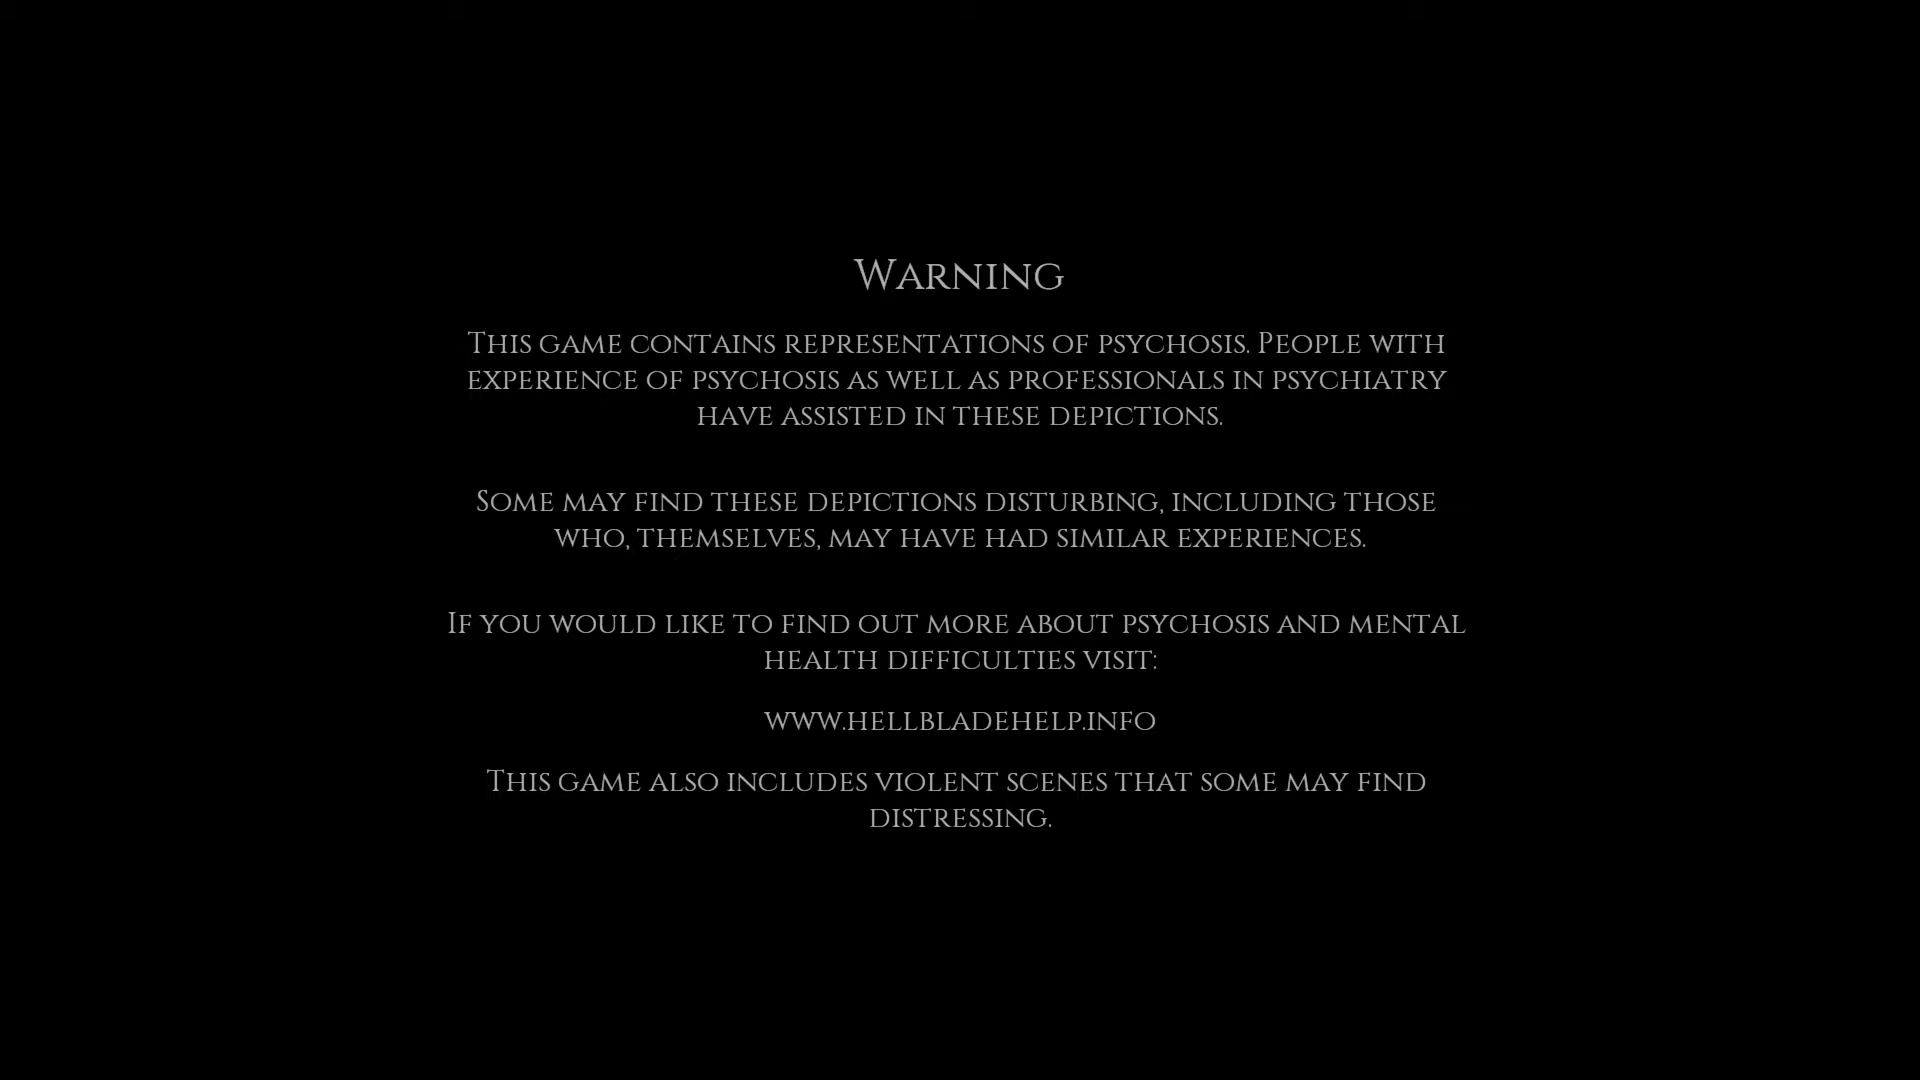 Warning
This game contains representations of psychosis. People with
experience of psychosis as well as professionals in psychiatry
have assisted in these depictions.
Some may find these depictions disturbing, including those
who, themselves, may have had similar experiences.
If you would like to find out more about psychosis and mental
health difficulties visit:
www.hellbladehelp.info
This game also includes violent scenes that some may find
distressing.